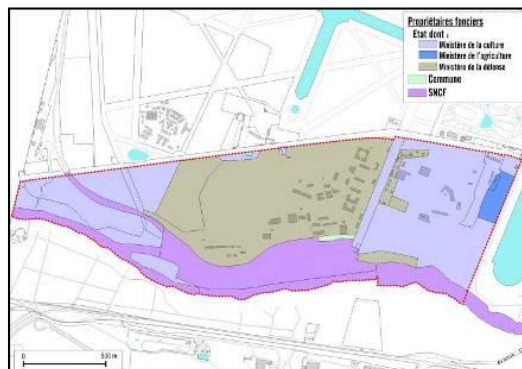 Propriétaires fonciers
Etat dont :
Ministère de la culture
Ministère de l'agriculture
Ministère de la défense
Commune
SNCF
0
500 m